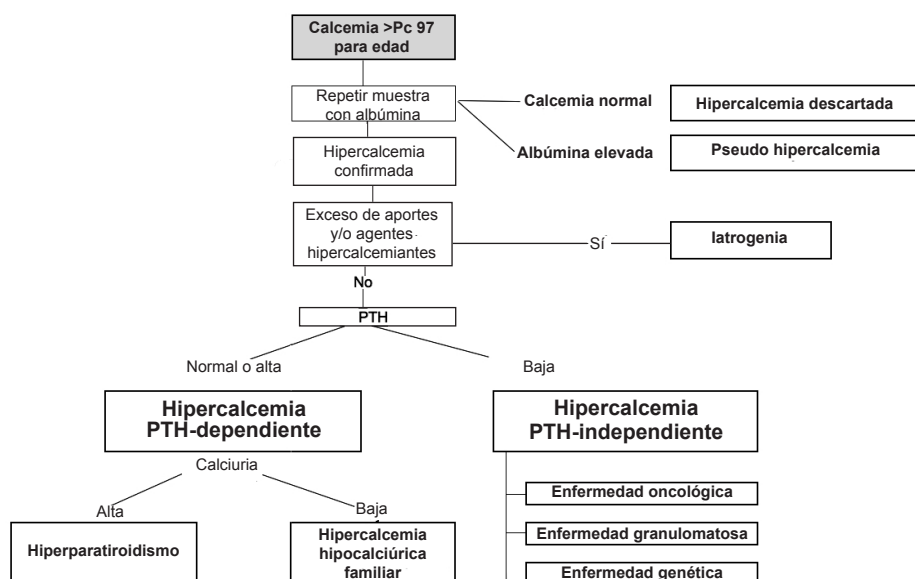 Calcemia >Pc 97
para edad
Repetir muestra
con albúmina
Calcemia normal
Hipercalcemia descartada
Albúmina elevada
Pseudo hipercalcemia
Hipercalcemia
confirmada
Exceso de aportes
y/o agentes
hipercalcemiantes
Sí
Iatrogenia
No
PTH
Normal o alta
Baja
Hipercalcemia
PTH-dependiente
Hipercalcemia
PTH-independiente
Calciuria
Alta
Baja
Hiperparatiroidismo
Hipercalcemia
hipocalciúrica
familiar
Enfermedad oncológica
Enfermedad granulomatosa
Enfermedad genética